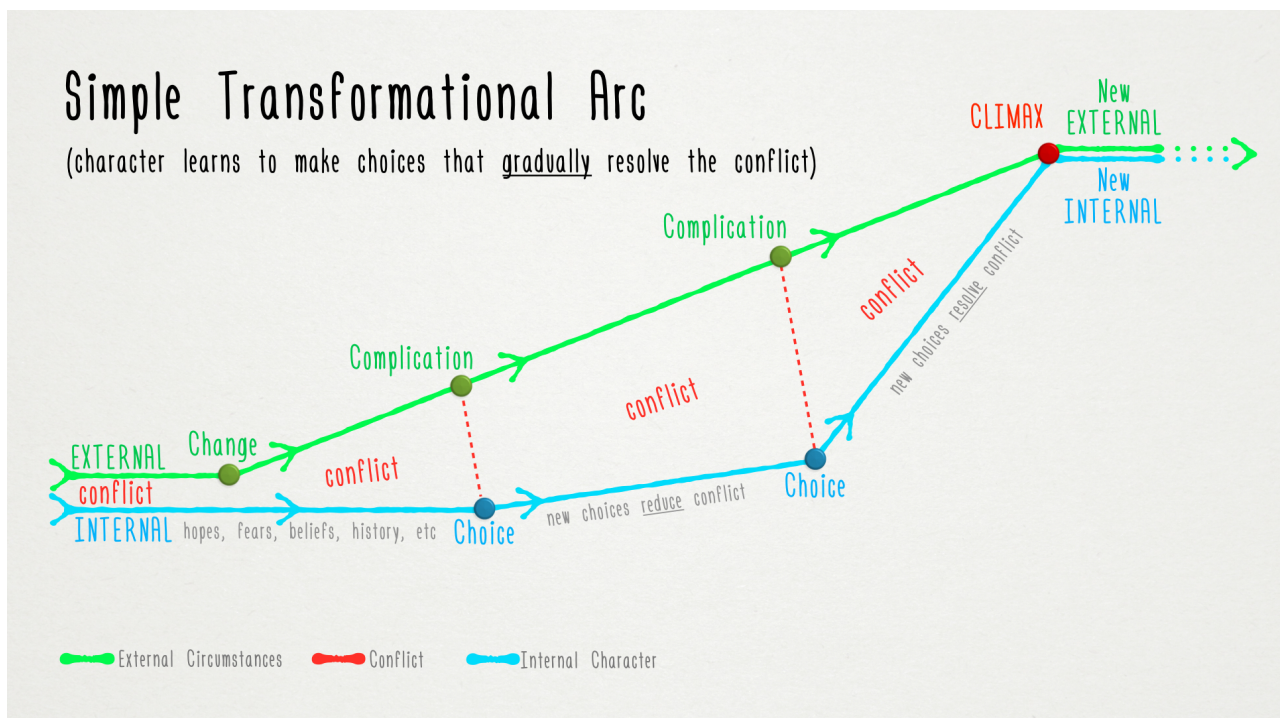 Simple Transformational Arc
(character learns to make choices that gradually resolve the conflict)
CLIMAX
New
EXTERNAL
New
INTERNAL
Complication
conflict
new choices resolve conflict
Complication
conflict
Choice
new choices reduce conflict
EXTERNAL
Change
conflict
conflict
INTERNAL
hopes, fears, beliefs, history, etc
Choice
External Circumstances
Conflict
Internal Character